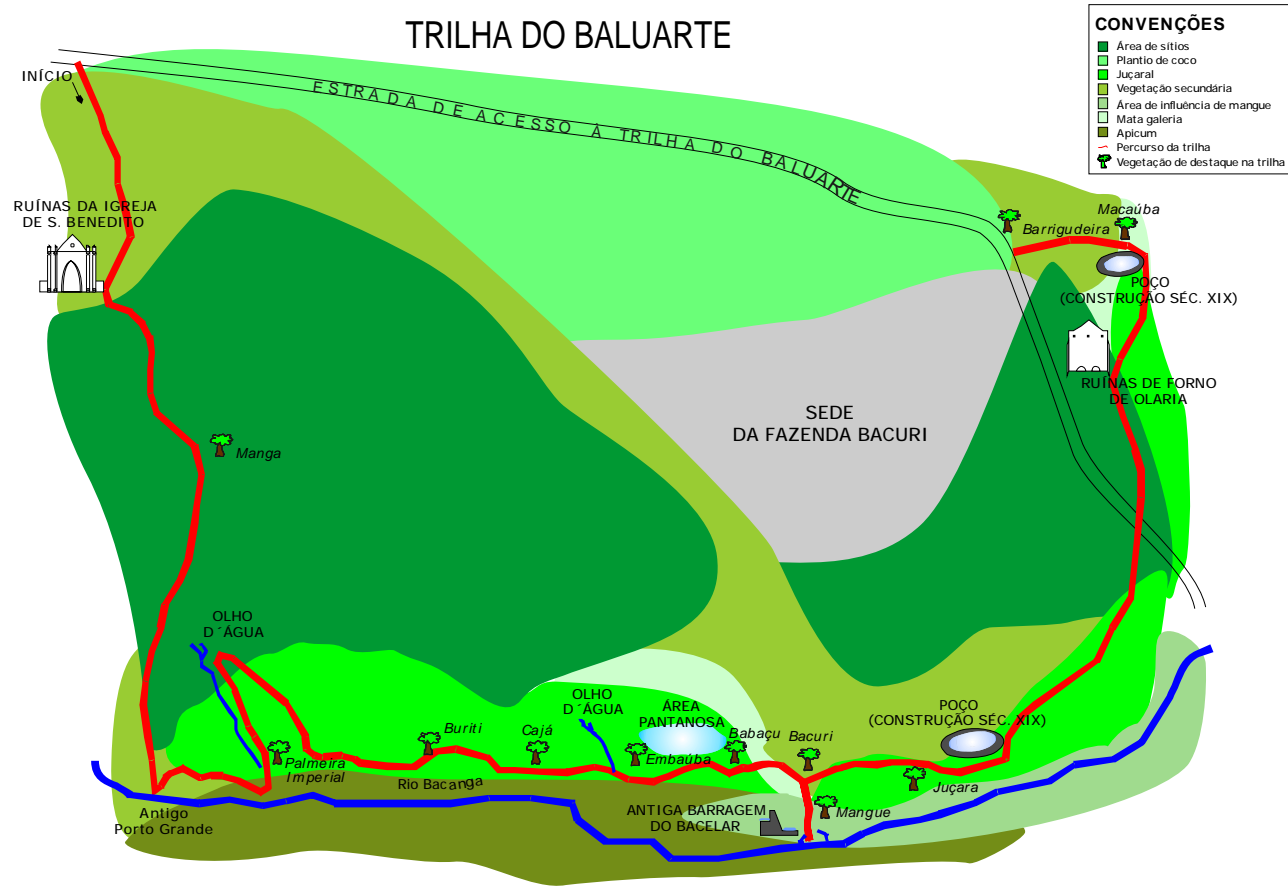 TRILHA DO BALUARTE
CONVENÇÕES
Área de sítios
Plantio de coco
Juçaral
Vegetação secundária
Área de influência de mangue
Mata galeria
Apicum
Percurso da trilha
Vegetação de destaque na trilha
INÍCIO
ESTRADA DE ACESSO À TRILHA DO BALUARTE
RUÍNAS DA IGREJA
DE S. BENEDITO
Macaúba
Barrigudeira
POÇO
(CONSTRUÇÃO SÉC. XIX)
RUÍNAS DE FORNO
DE OLARIA
SEDE
DA FAZENDA BACURI
Manga
OLHO
D´ÁGUA
OLHO
D´ÁGUA
ÁREA
PANTANOSA
POÇO
(CONSTRUÇÃO SÉC. XIX)
Buriti
Cajá
Babaçu
Bacuri
Palmeira
Imperial
Embaúba
Rio Bacanga
Juçara
Antigo
Porto Grande
ANTIGA BARRAGEM
DO BACELAR
Mangue